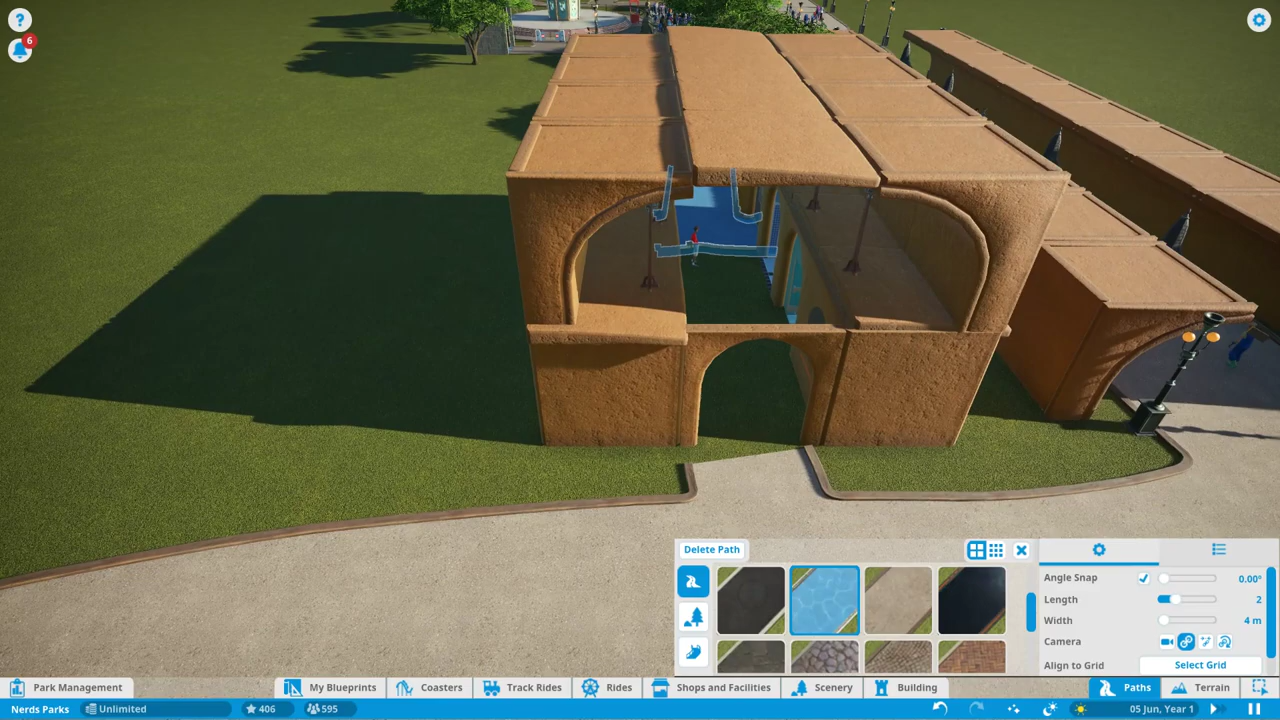 ?
6
Delete Path
Angle Snap 0.00°
Length 2
Width 4 m
Camera
Align to Grid Select Grid
Park Management My Blueprints Coasters Track Rides Rides Shops and Facilities Scenery Building Paths Terrain
Nerds Parks Unlimited 406 595 05 Jun, Year 1